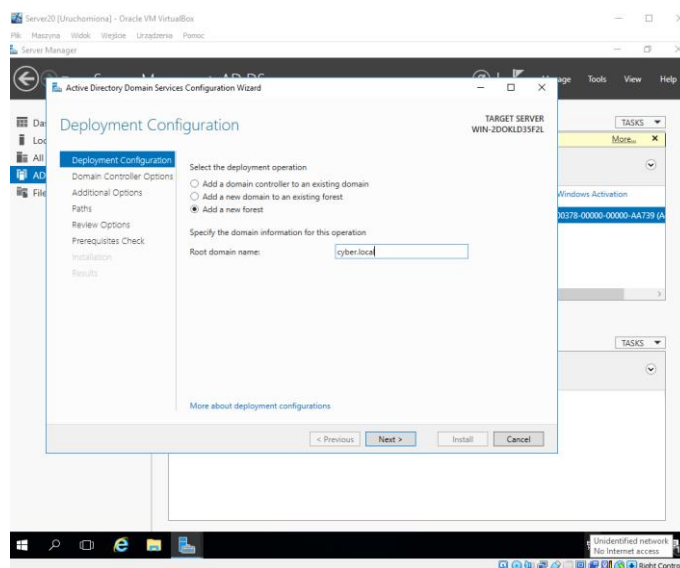 Server20 [Uruchomiona] - Oracle VM VirtualBox
Plik Maszyna Widok Wejście Urządzenia Pomoc
Server Manager
Manage Tools View Help
Active Directory Domain Services Configuration Wizard
Deployment Configuration
TARGET SERVER
WIN-2DOKLD35F2L
TASKS
More...
Deployment Configuration
Domain Controller Options
Additional Options
Paths
Review Options
Prerequisites Check
Installation
Results
Select the deployment operation
Add a domain controller to an existing domain
Add a new domain to an existing forest
Add a new forest
Specify the domain information for this operation
Root domain name: cyber.local
More about deployment configurations
All
AD
File
Windows Activation
00378-00000-00000-AA739 (A
TASKS
< Previous Next > Install Cancel
Unidentified network
No Internet access
Right Control